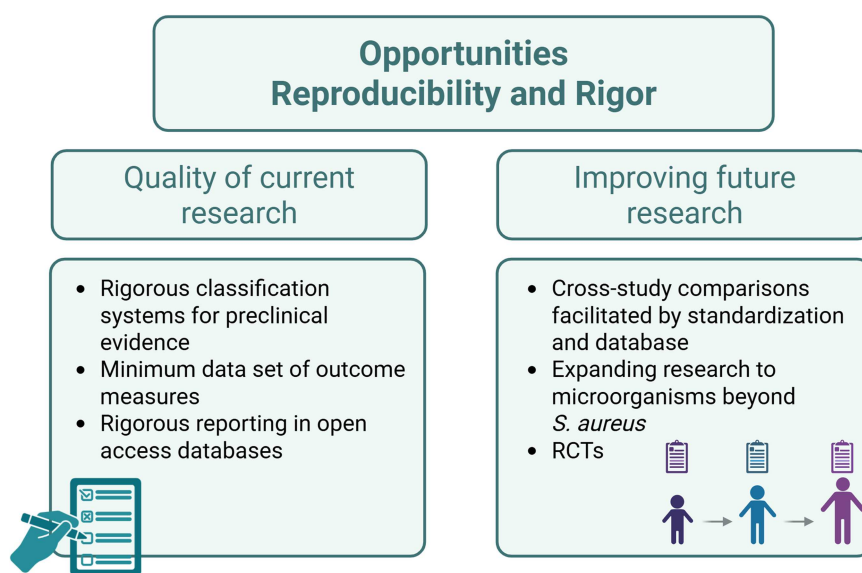 Opportunities
Reproducibility and Rigor
Quality of current
research
• Rigorous classification
systems for preclinical
evidence
• Minimum data set of outcome
measures
• Rigorous reporting in open
access databases
Improving future
research
• Cross-study comparisons
facilitated by standardization
and database
• Expanding research to
microorganisms beyond
S. aureus
• RCTs